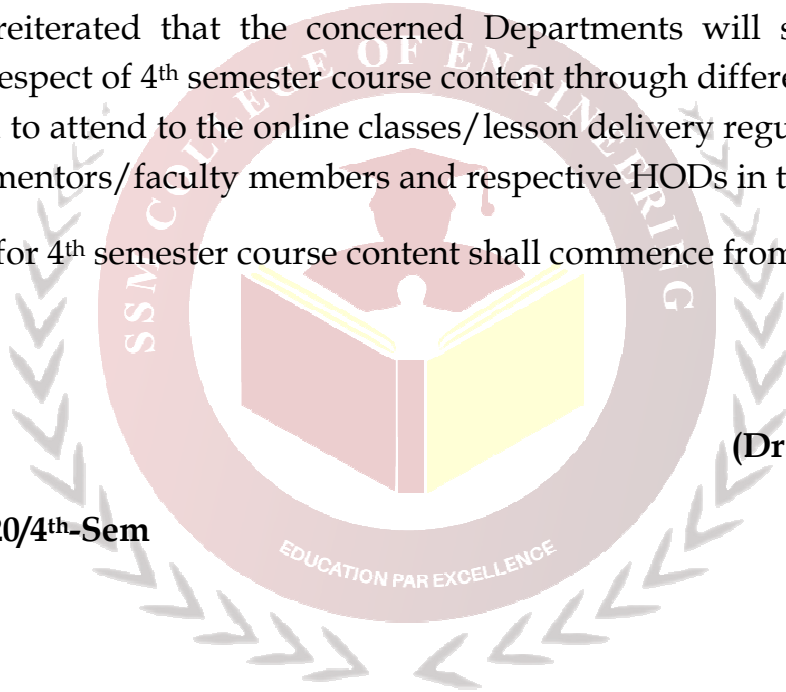 reiterated that the concerned Departments will s
espect of 4th semester course content through differe
to attend to the online classes/lesson delivery regu
mentors/faculty members and respective HODs in t
for 4th semester course content shall commence from
(Dr
20/4th-Sem
SSM COLLEGE OF ENGINEERING
EDUCATION PAR EXCELLENCE